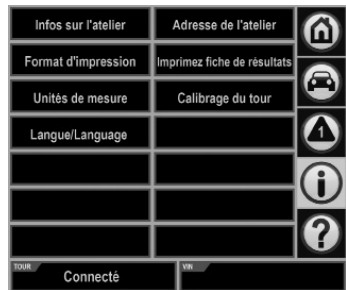 Infos sur l'atelier
Adresse de l'atelier
Format d'impression
Imprimez fiche de résultats
Unités de mesure
Calibrage du tour
Langue/Language
1
TOUR
Connecté
VIN